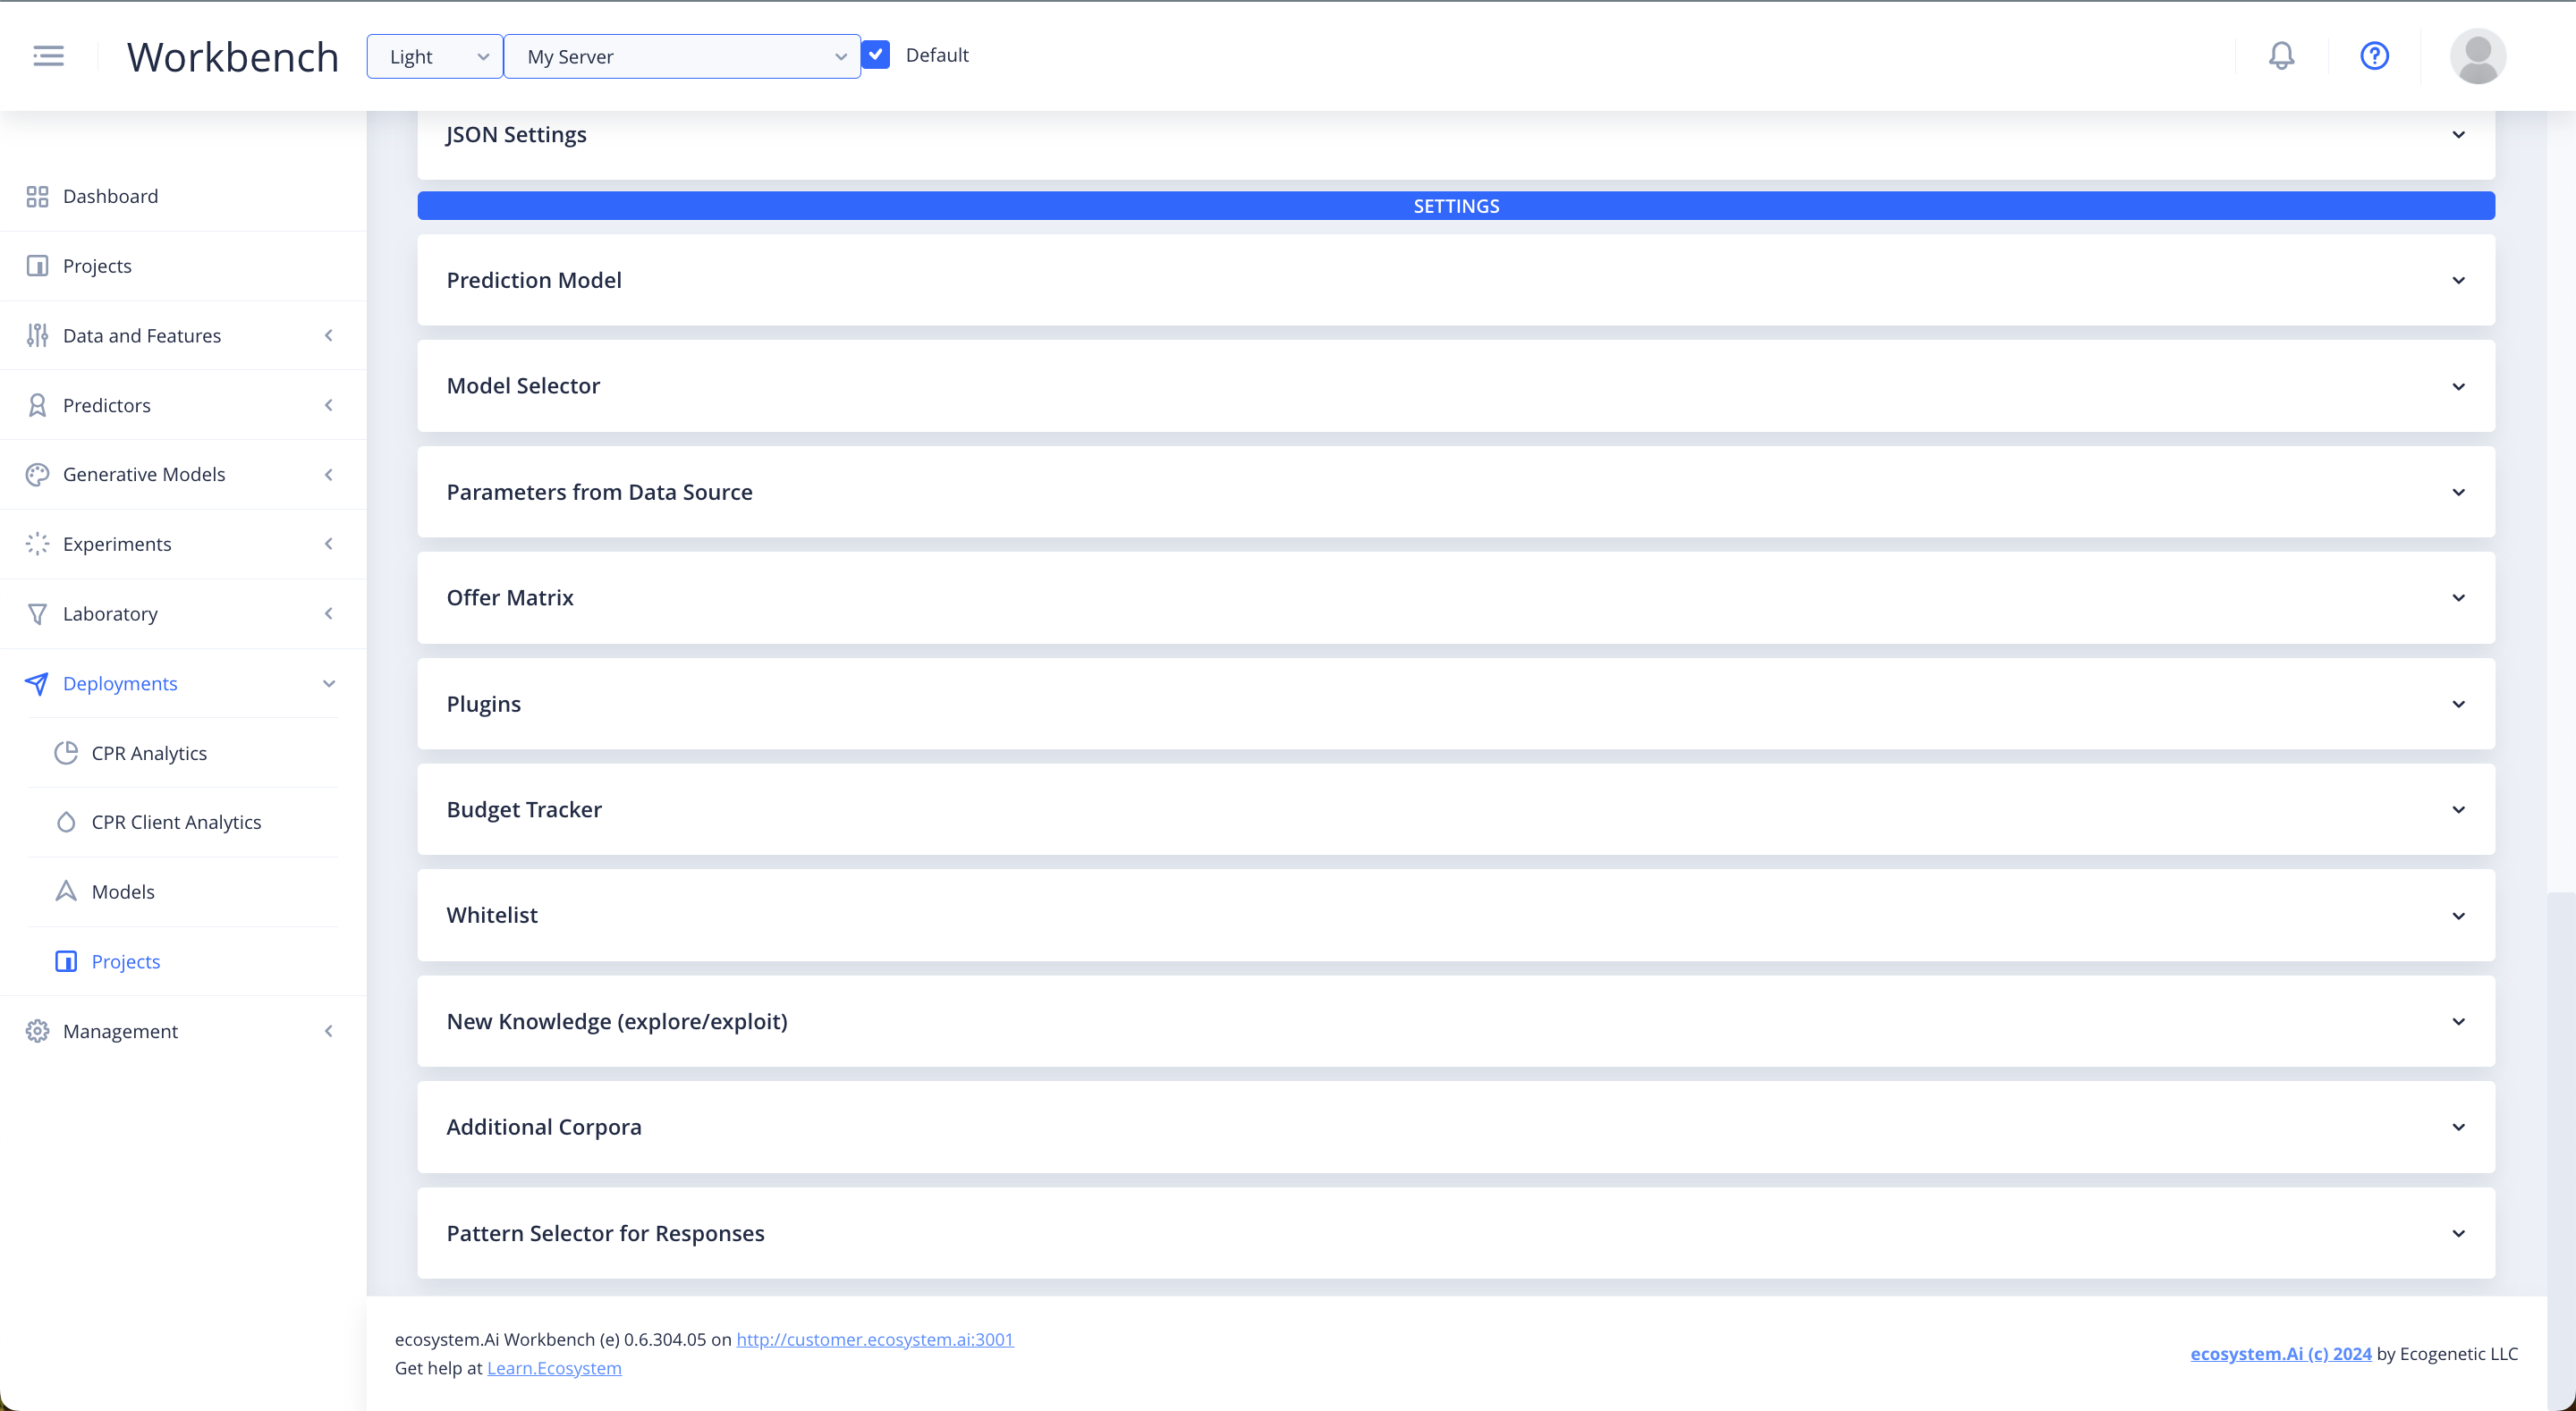 Workbench
Light
My Server
Default
Dashboard
Projects
Data and Features
Predictors
Generative Models
Experiments
Laboratory
Deployments
CPR Analytics
CPR Client Analytics
Models
Projects
Management
JSON Settings
SETTINGS
Prediction Model
Model Selector
Parameters from Data Source
Offer Matrix
Plugins
Budget Tracker
Whitelist
New Knowledge (explore/exploit)
Additional Corpora
Pattern Selector for Responses
ecosystem.Ai Workbench (e) 0.6.304.05 on http://customer.ecosystem.ai:3001
Get help at Learn.Ecosystem
ecosystem.Ai (c) 2024 by Ecogenetic LLC